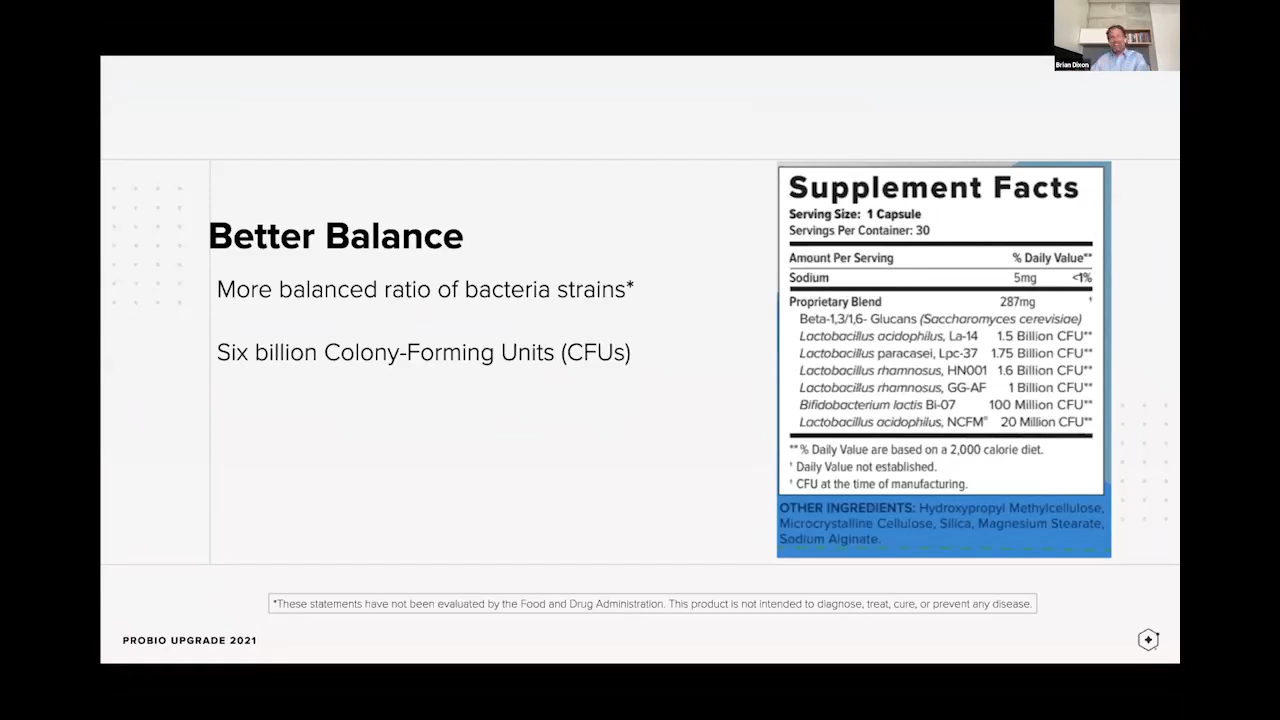 Brian Dixon
Better Balance
More balanced ratio of bacteria strains*
Six billion Colony-Forming Units (CFUs)
Supplement Facts
Serving Size: 1 Capsule
Servings Per Container: 30
Amount Per Serving % Daily Value**
Sodium 5mg <1%
Proprietary Blend 287mg †
Beta-1,3/1,6- Glucans (Saccharomyces cerevisiae)
Lactobacillus acidophilus, La-14 1.5 Billion CFU**
Lactobacillus paracasei, Lpc-37 1.75 Billion CFU**
Lactobacillus rhamnosus, HN001 1.6 Billion CFU**
Lactobacillus rhamnosus, GG-AF 1 Billion CFU**
Bifidobacterium lactis Bi-07 100 Million CFU**
Lactobacillus acidophilus, NCFM® 20 Million CFU**
**% Daily Value are based on a 2,000 calorie diet.
† Daily Value not established.
† CFU at the time of manufacturing.
OTHER INGREDIENTS: Hydroxypropyl Methylcellulose,
Microcrystalline Cellulose, Silica, Magnesium Stearate,
Sodium Alginate.
*These statements have not been evaluated by the Food and Drug Administration. This product is not intended to diagnose, treat, cure, or prevent any disease.
PROBIO UPGRADE 2021